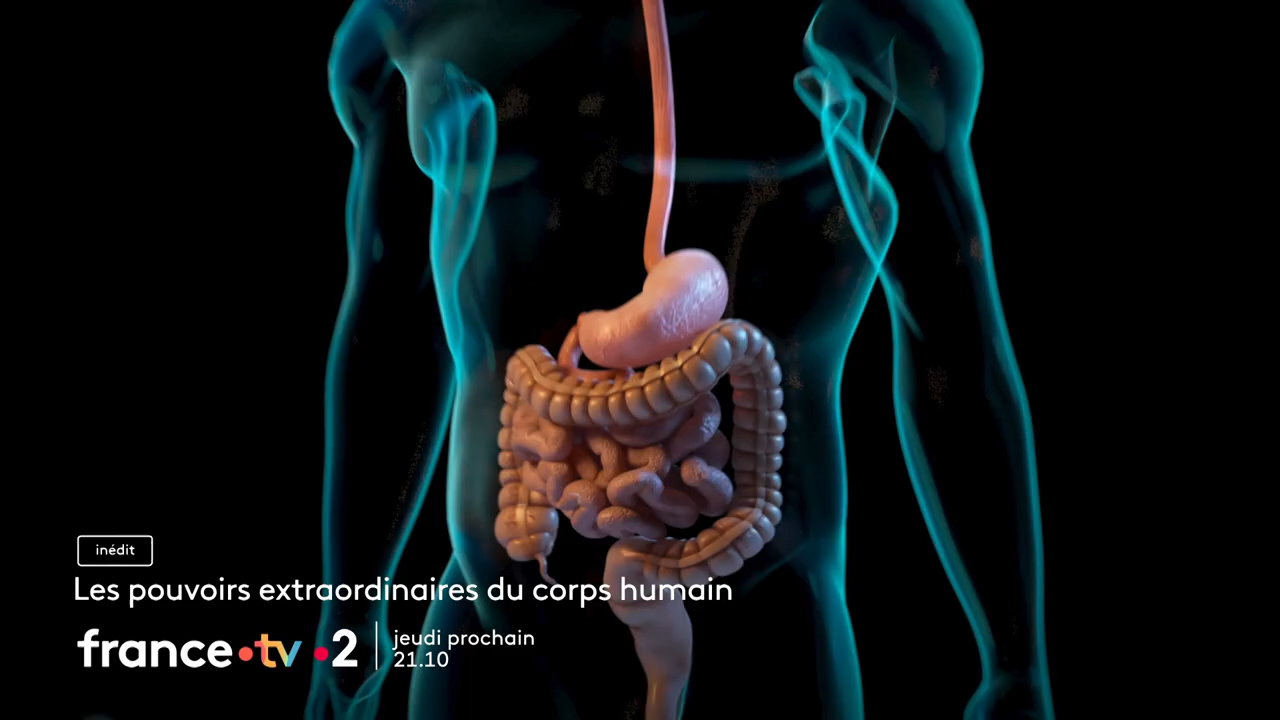 inédit
Les pouvoirs extraordinaires du corps humain
france•tv •2
jeudi prochain
21.10